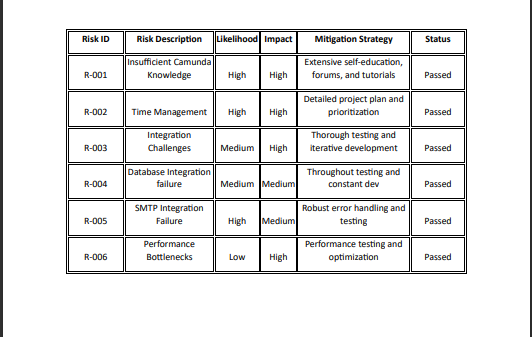 Risk ID Risk Description Likelihood Impact Mitigation Strategy Status
R-001 Insufficient Camunda Knowledge High High Extensive self-education, forums, and tutorials Passed
R-002 Time Management High High Detailed project plan and prioritization Passed
R-003 Integration Challenges Medium High Thorough testing and iterative development Passed
R-004 Database Integration failure Medium Medium Throughout testing and constant dev Passed
R-005 SMTP Integration Failure High Medium Robust error handling and testing Passed
R-006 Performance Bottlenecks Low High Performance testing and optimization Passed